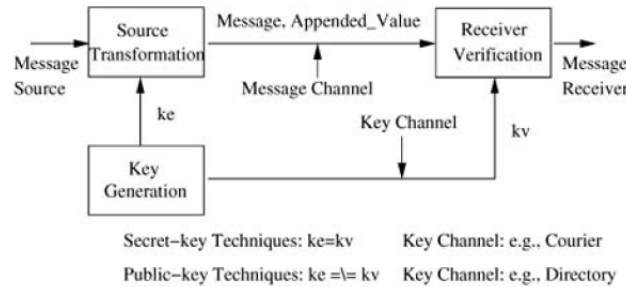 Source
Transformation
Message, Appended_Value
Receiver
Verification
Message
Source
Message
Receiver
Message Channel
ke
Key Channel
kv
Key
Generation
Secret-key Techniques: ke=kv Key Channel: e.g., Courier
Public-key Techniques: ke =\= kv Key Channel: e.g., Directory